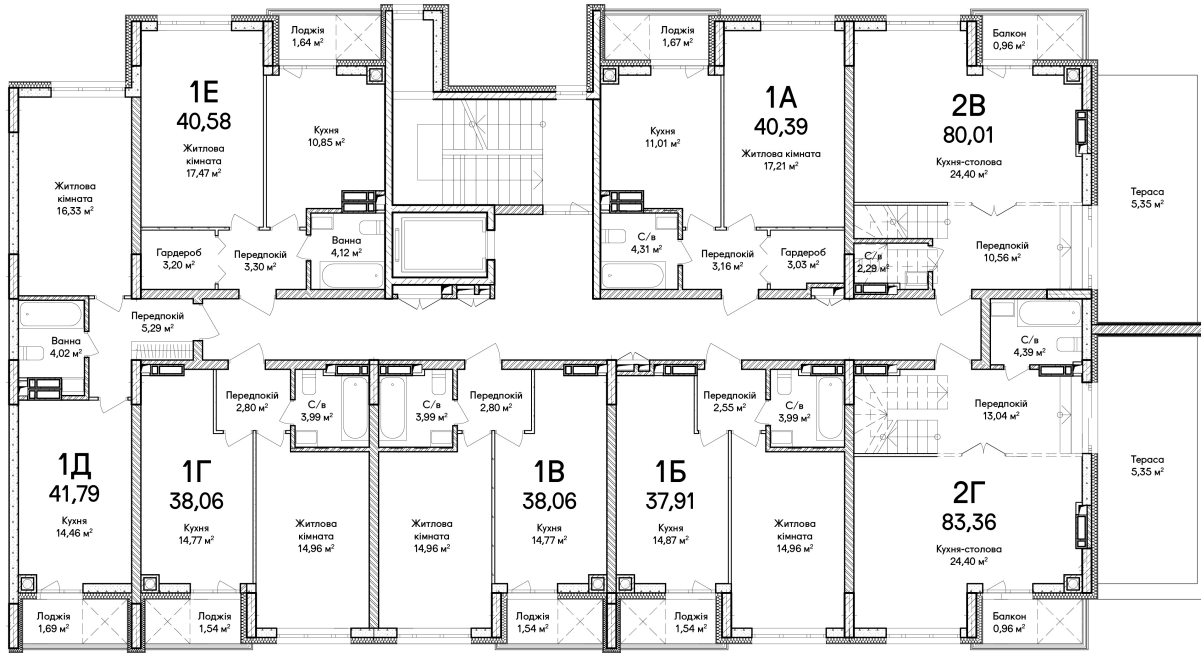 Лоджія
1,64 м²
Лоджія
1,67 м²
Балкон
0,96 м²
1Е
40,58
Житлова
кімната
17,47 м²
Кухня
10,85 м²
Кухня
11,01 м²
1А
40,39
Житлова кімната
17,21 м²
2В
80,01
Кухня-столова
24,40 м²
Житлова
кімната
16,33 м²
Тераса
5,35 м²
Гардероб
3,20 м²
Передпокій
3,30 м²
Ванна
4,12 м²
С/в
4,31 м²
Передпокій
3,16 м²
Гардероб
3,03 м²
С/в
2,29 м²
Передпокій
10,56 м²
Передпокій
5,29 м²
Ванна
4,02 м²
С/в
4,39 м²
Передпокій
2,80 м²
С/в
3,99 м²
С/в
3,99 м²
Передпокій
2,80 м²
Передпокій
2,55 м²
С/в
3,99 м²
Передпокій
13,04 м²
1Д
41,79
Кухня
14,46 м²
1Г
38,06
Кухня
14,77 м²
Житлова
кімната
14,96 м²
Житлова
кімната
14,96 м²
1В
38,06
Кухня
14,77 м²
1Б
37,91
Кухня
14,87 м²
Житлова
кімната
14,96 м²
2Г
83,36
Кухня-столова
24,40 м²
Тераса
5,35 м²
Лоджія
1,69 м²
Лоджія
1,54 м²
Лоджія
1,54 м²
Лоджія
1,54 м²
Балкон
0,96 м²